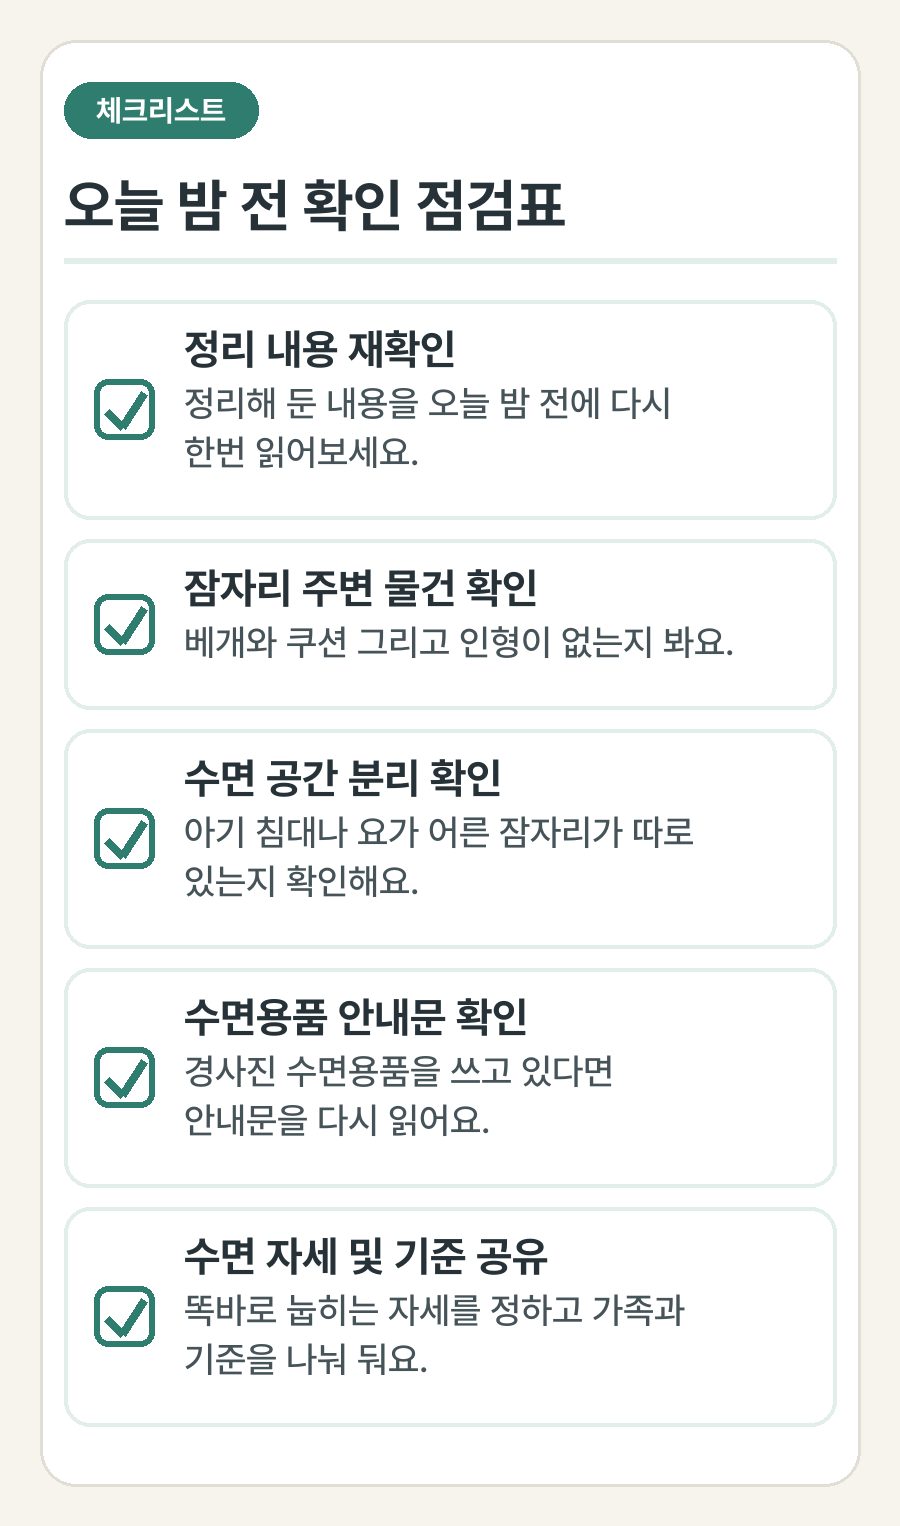 체크리스트
오늘 밤 전 확인 점검표
정리 내용 재확인
정리해 둔 내용을 오늘 밤 전에 다시
한번 읽어보세요.
잠자리 주변 물건 확인
베개와 쿠션 그리고 인형이 없는지 봐요.
수면 공간 분리 확인
아기 침대나 요가 어른 잠자리가 따로
있는지 확인해요.
수면용품 안내문 확인
경사진 수면용품을 쓰고 있다면
안내문을 다시 읽어요.
수면 자세 및 기준 공유
똑바로 눕히는 자세를 정하고 가족과
기준을 나눠 둬요.